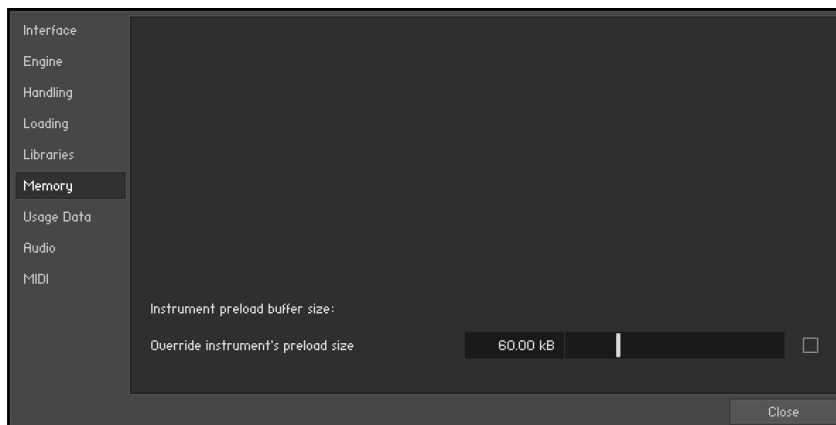 Interface
Engine
Handling
Loading
Libraries
Memory
Usage Data
Audio
MIDI
Instrument preload buffer size:
Override instrument's preload size 60.00 kB
Close